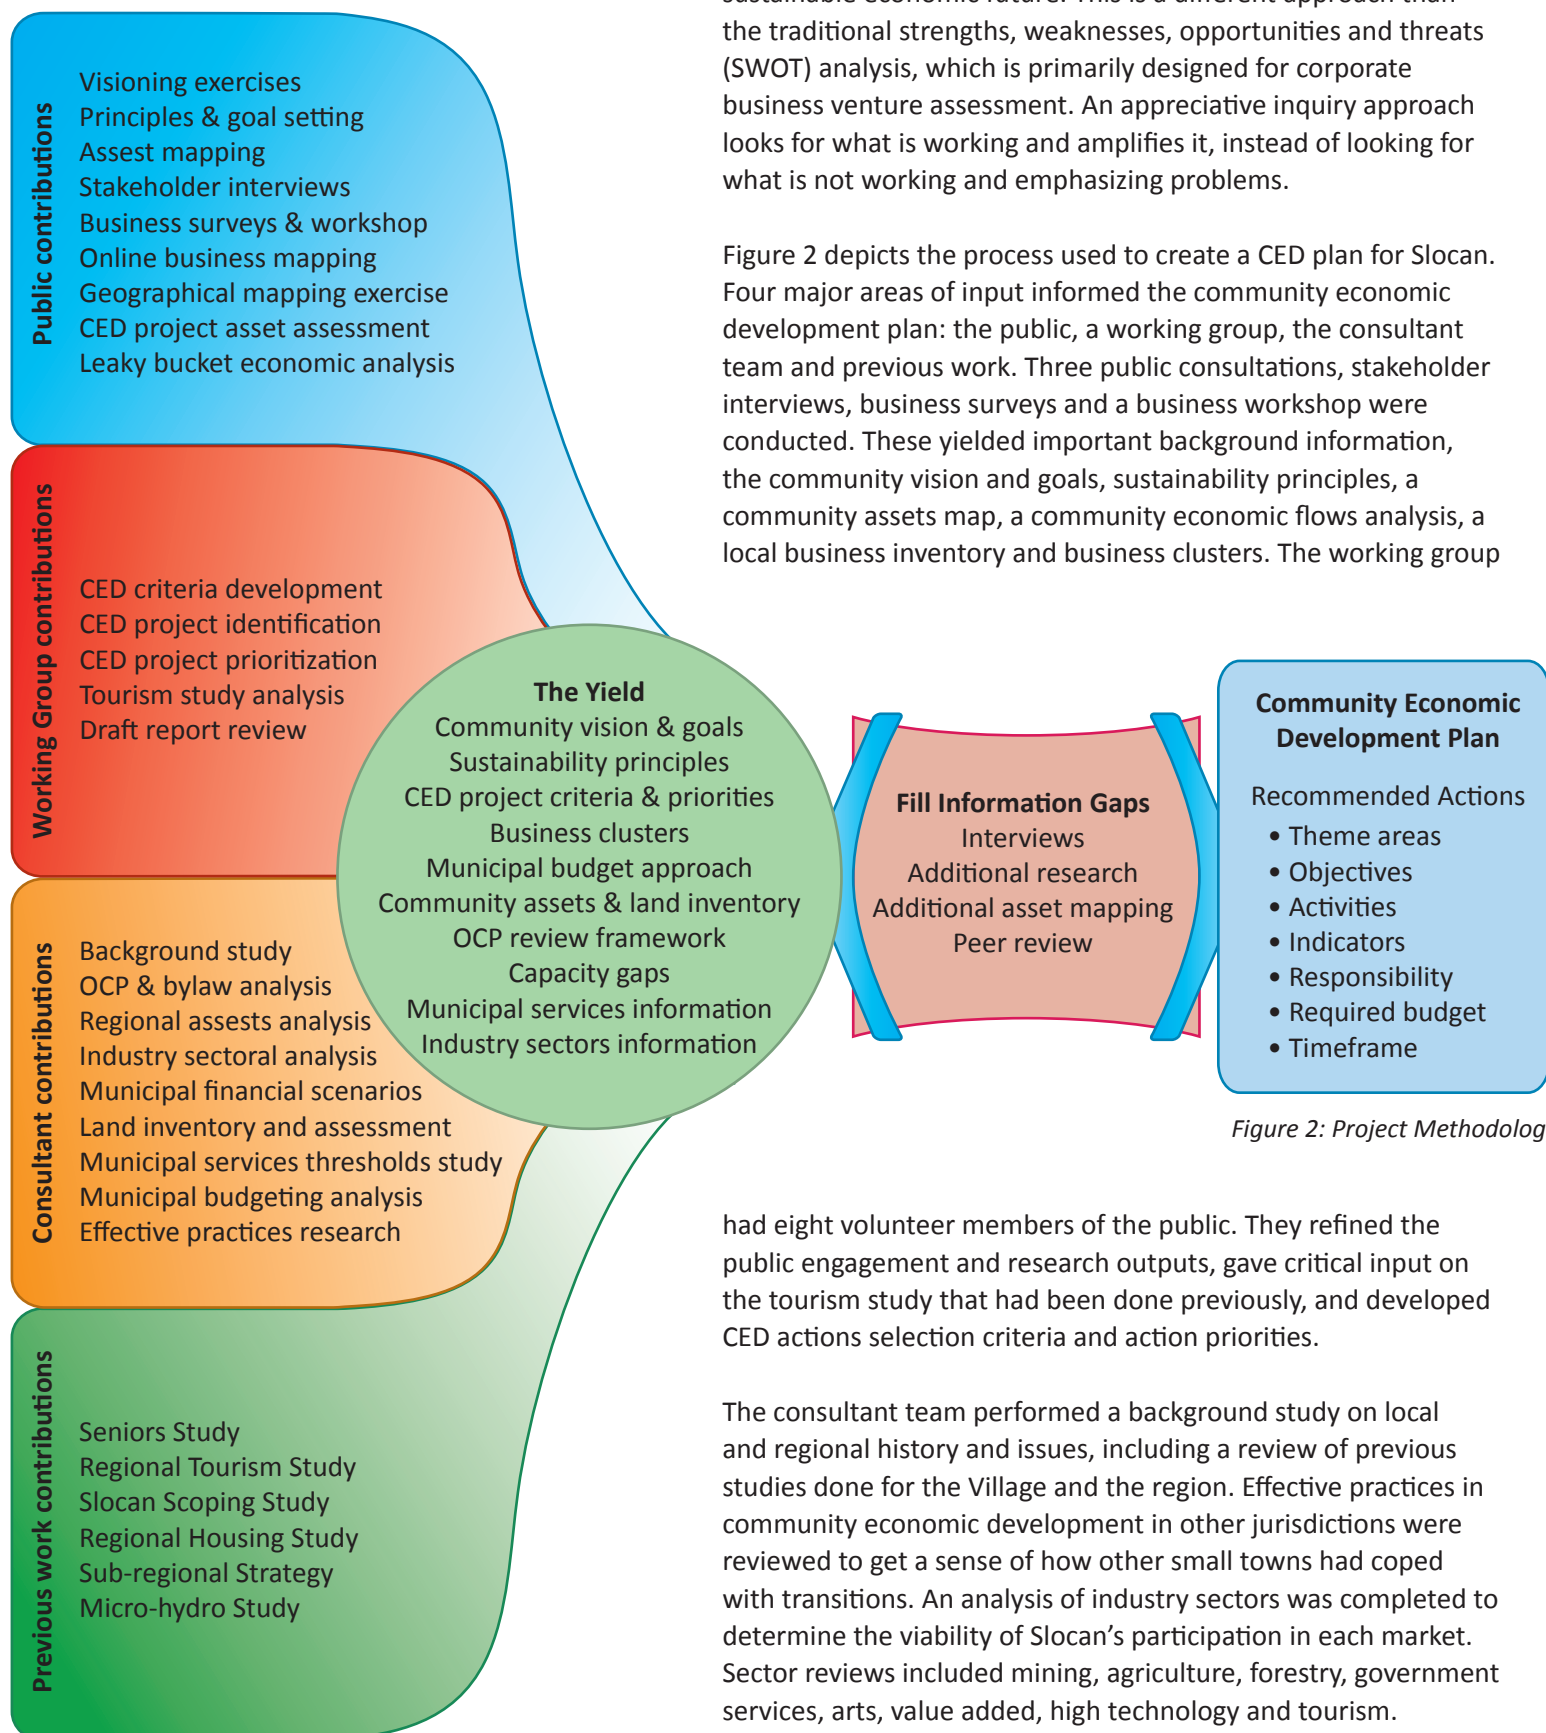 Public contributions
Visioning exercises
Principles & goal setting
Assest mapping
Stakeholder interviews
Business surveys & workshop
Online business mapping
Geographical mapping exercise
CED project asset assessment
Leaky bucket economic analysis
Working Group contributions
CED criteria development
CED project identification
CED project prioritization
Tourism study analysis
Draft report review
Consultant contributions
Background study
OCP & bylaw analysis
Regional assests analysis
Industry sectoral analysis
Municipal financial scenarios
Land inventory and assessment
Municipal services thresholds study
Municipal budgeting analysis
Effective practices research
Previous work contributions
Seniors Study
Regional Tourism Study
Slocan Scoping Study
Regional Housing Study
Sub-regional Strategy
Micro-hydro Study
The Yield
Community vision & goals
Sustainability principles
CED project criteria & priorities
Business clusters
Municipal budget approach
Community assets & land inventory
OCP review framework
Capacity gaps
Municipal services information
Industry sectors information
Fill Information Gaps
Interviews
Additional research
Additional asset mapping
Peer review
Community Economic
Development Plan
Recommended Actions
• Theme areas
• Objectives
• Activities
• Indicators
• Responsibility
• Required budget
• Timeframe
Figure 2: Project Methodolog
sustainable economic future. This is a different approach than
the traditional strengths, weaknesses, opportunities and threats
(SWOT) analysis, which is primarily designed for corporate
business venture assessment. An appreciative inquiry approach
looks for what is working and amplifies it, instead of looking for
what is not working and emphasizing problems.
Figure 2 depicts the process used to create a CED plan for Slocan.
Four major areas of input informed the community economic
development plan: the public, a working group, the consultant
team and previous work. Three public consultations, stakeholder
interviews, business surveys and a business workshop were
conducted. These yielded important background information,
the community vision and goals, sustainability principles, a
community assets map, a community economic flows analysis, a
local business inventory and business clusters. The working group
had eight volunteer members of the public. They refined the
public engagement and research outputs, gave critical input on
the tourism study that had been done previously, and developed
CED actions selection criteria and action priorities.
The consultant team performed a background study on local
and regional history and issues, including a review of previous
studies done for the Village and the region. Effective practices in
community economic development in other jurisdictions were
reviewed to get a sense of how other small towns had coped
with transitions. An analysis of industry sectors was completed to
determine the viability of Slocan’s participation in each market.
Sector reviews included mining, agriculture, forestry, government
services, arts, value added, high technology and tourism.